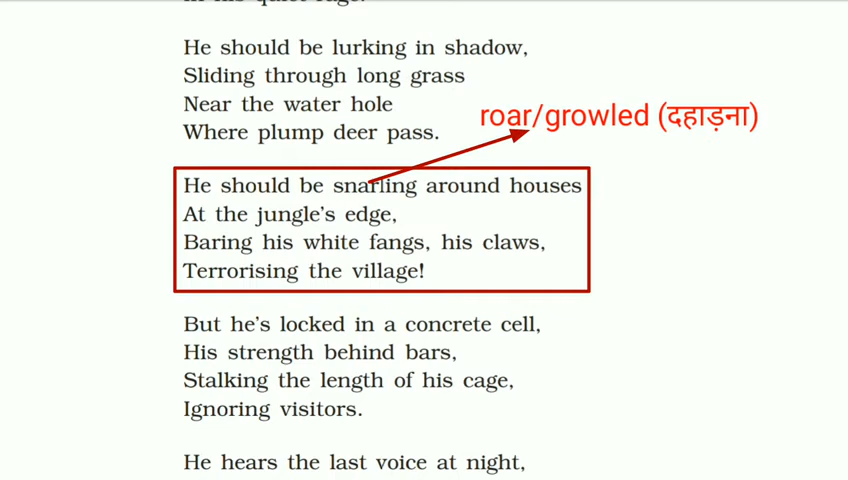 He should be lurking in shadow,
Sliding through long grass
Near the water hole
Where plump deer pass.
roar/growled (दहाड़ना)
He should be snarling around houses
At the jungle's edge,
Baring his white fangs, his claws,
Terrorising the village!
But he's locked in a concrete cell,
His strength behind bars,
Stalking the length of his cage,
Ignoring visitors.
He hears the last voice at night,